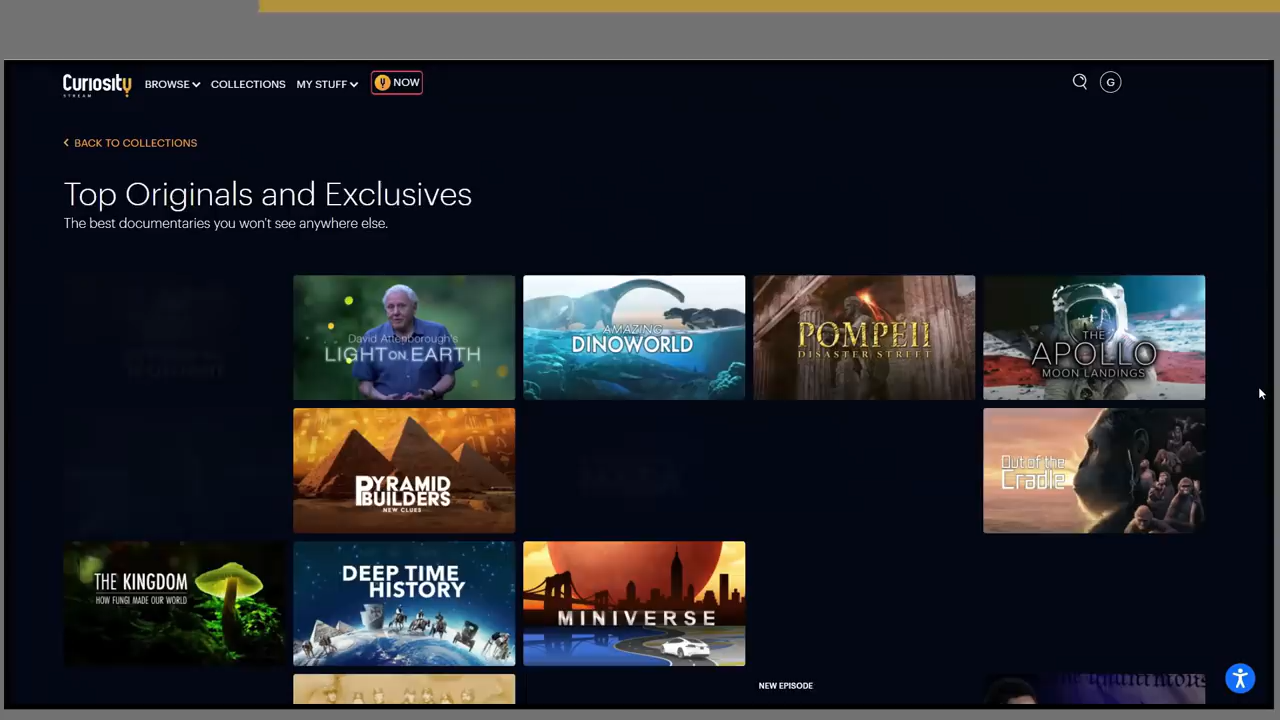 Curiosity
STREAM
BROWSE
COLLECTIONS
MY STUFF
NOW
G
BACK TO COLLECTIONS
Top Originals and Exclusives
The best documentaries you won't see anywhere else.
David Attenborough's
LIGHT ON EARTH
AMAZING
DINOWORLD
POMPEII
DISASTER STREET
THE
APOLLO
MOON LANDINGS
PYRAMID
BUILDERS
NEW CLUES
Out of the
Cradle
THE KINGDOM
HOW FUNGI MADE OUR WORLD
DEEP TIME
HISTORY
MINIVERSE
NEW EPISODE